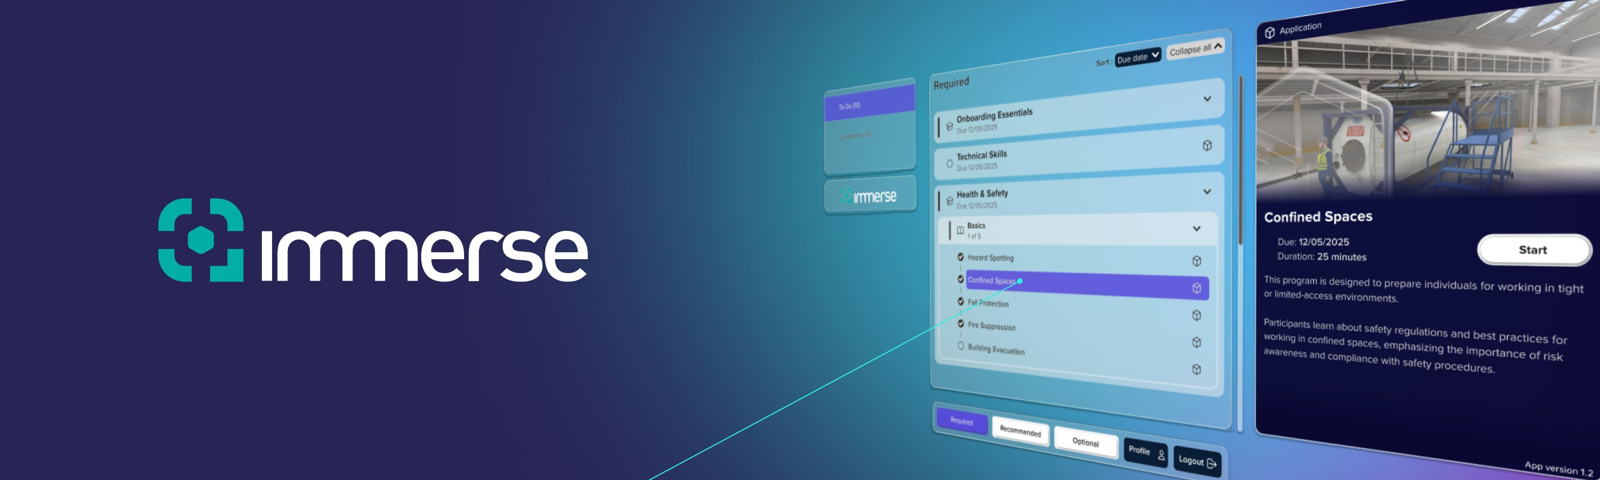 immerse
To Do (10)
immerse
Sort :
Due date
Collapse all
Required
Onboarding Essentials
Due 12/05/2025
Technical Skills
Due 12/05/2025
Health & Safety
Due 12/05/2025
Basics
1 of 5
Hazard Spotting
Confined Spaces
Fall Protection
Fire Suppression
Building Evacuation
Required
Recommended
Optional
Profile
Logout
Application
Confined Spaces
Due: 12/05/2025
Duration: 25 minutes
Start
This program is designed to prepare individuals for working in tight
or limited-access environments.
Participants learn about safety regulations and best practices for
working in confined spaces, emphasizing the importance of risk
awareness and compliance with safety procedures.
App version 1.2